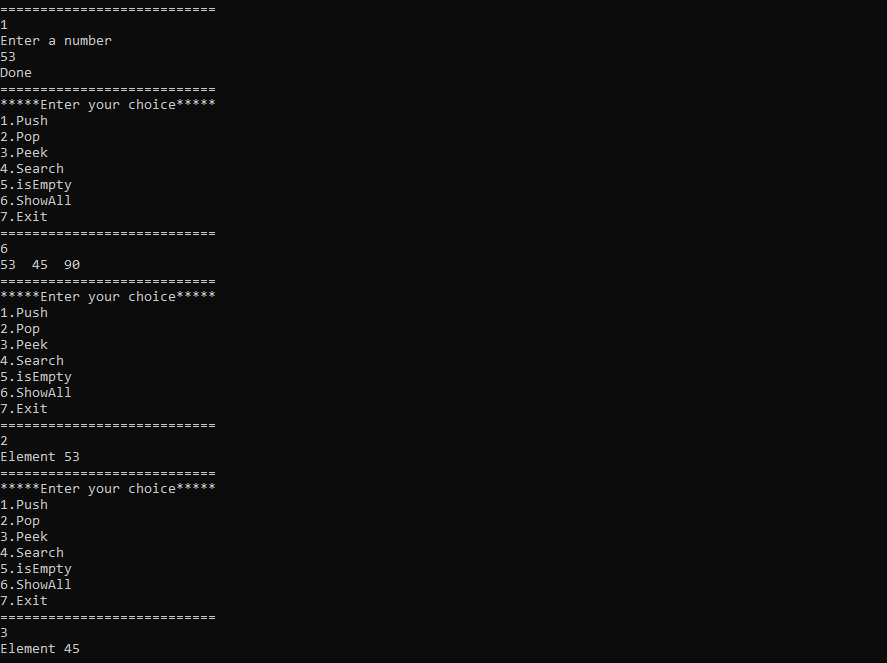 ===========================
1
Enter a number
53
Done
===========================
*****Enter your choice*****
1.Push
2.Pop
3.Peek
4.Search
5.isEmpty
6.ShowAll
7.Exit
===========================
6
53  45  90
===========================
*****Enter your choice*****
1.Push
2.Pop
3.Peek
4.Search
5.isEmpty
6.ShowAll
7.Exit
===========================
2
Element 53
===========================
*****Enter your choice*****
1.Push
2.Pop
3.Peek
4.Search
5.isEmpty
6.ShowAll
7.Exit
===========================
3
Element 45